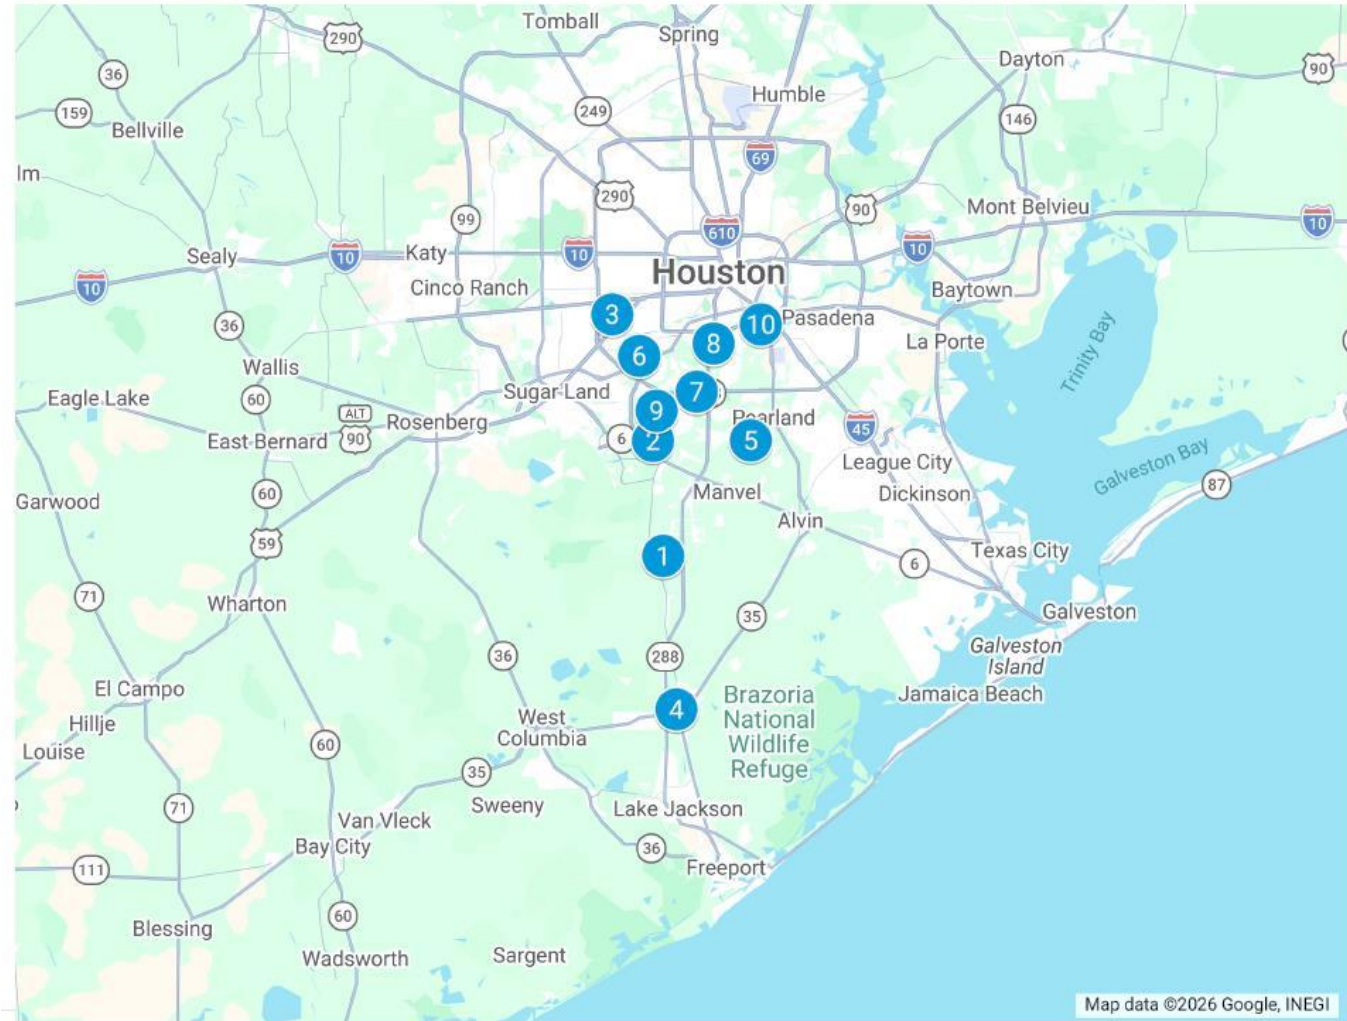 Tomball
Spring
290
Dayton
90
36
Humble
249
159
146
Bellville
69
lm
290
90
Mont Belvieu
99
610
10
Sealy
10
Katy
10
10
Houston
Cinco Ranch
Baytown
10
3
10
Pasadena
36
8
La Porte
6
Trinity Bay
Wallis
Sugar Land
7
Eagle Lake
60
ALT
90
Rosenberg
9
Pearland
45
East Bernard
6
2
5
Galveston Bay
League City
87
Garwood
60
Manvel
Dickinson
Alvin
59
1
Texas City
6
71
Wharton
35
Galveston
36
288
Galveston
Island
El Campo
Jamaica Beach
Brazoria
National
Wildlife
Refuge
4
Hillje
West
Columbia
60
Louise
35
71
Sweeny
Lake Jackson
Van Vleck
Bay City
36
111
Freeport
60
Blessing
Wadsworth
Sargent
Map data ©2026 Google, INEGI